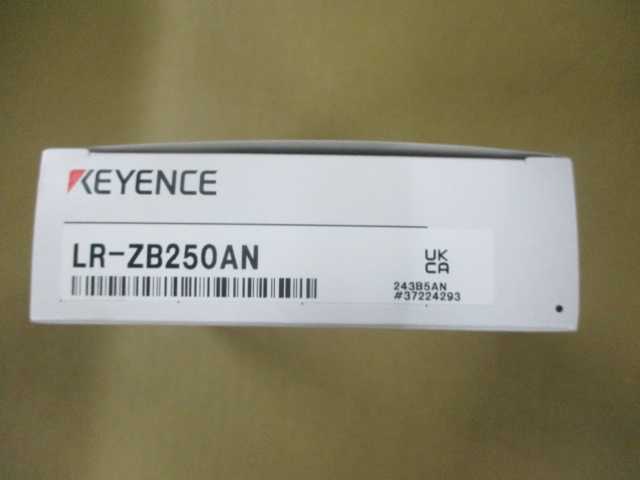 KEYENCE
LR-ZB250AN
UK
CA
243B5AN
#37224293